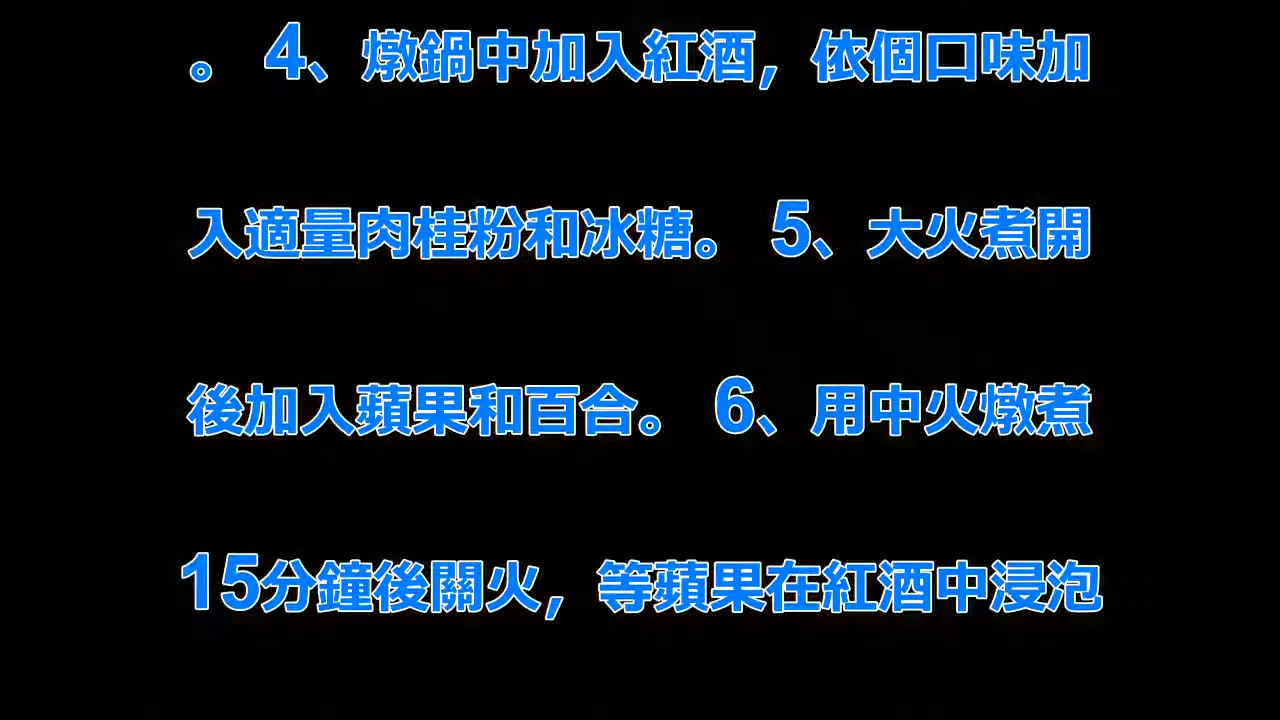 。 4、燉鍋中加入紅酒，依個口味加
入適量肉桂粉和冰糖。 5、大火煮開
後加入蘋果和百合。 6、用中火燉煮
15分鐘後關火，等蘋果在紅酒中浸泡